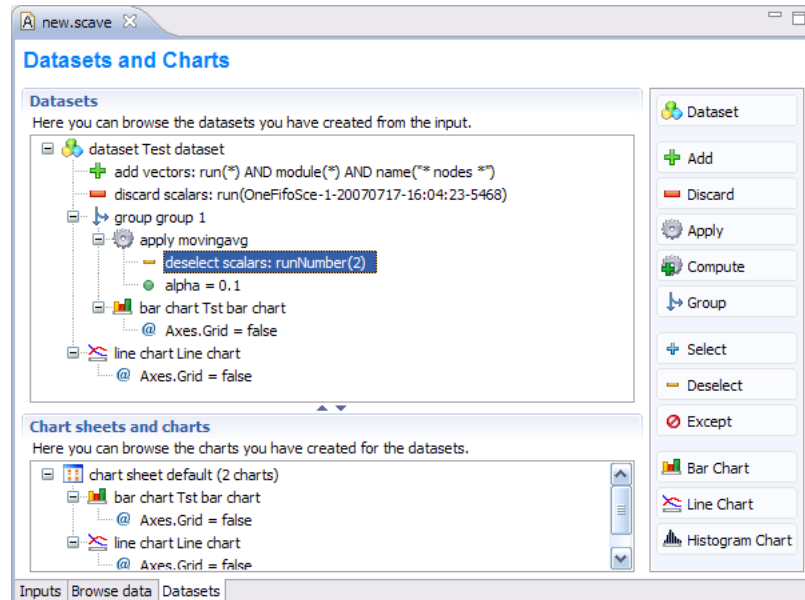 new.scave
Datasets and Charts
Datasets
Here you can browse the datasets you have created from the input.
dataset Test dataset
add vectors: run(*) AND module(*) AND name("* nodes *")
discard scalars: run(OneFifoSce-1-20070717-16:04:23-5468)
group group 1
apply movingavg
deselect scalars: runNumber(2)
alpha = 0.1
bar chart Tst bar chart
@ Axes.Grid = false
line chart Line chart
@ Axes.Grid = false
Chart sheets and charts
Here you can browse the charts you have created for the datasets.
chart sheet default (2 charts)
bar chart Tst bar chart
@ Axes.Grid = false
line chart Line chart
@ Axes.Grid = false
Dataset
Add
Discard
Apply
Compute
Group
Select
Deselect
Except
Bar Chart
Line Chart
Histogram Chart
Inputs Browse data Datasets